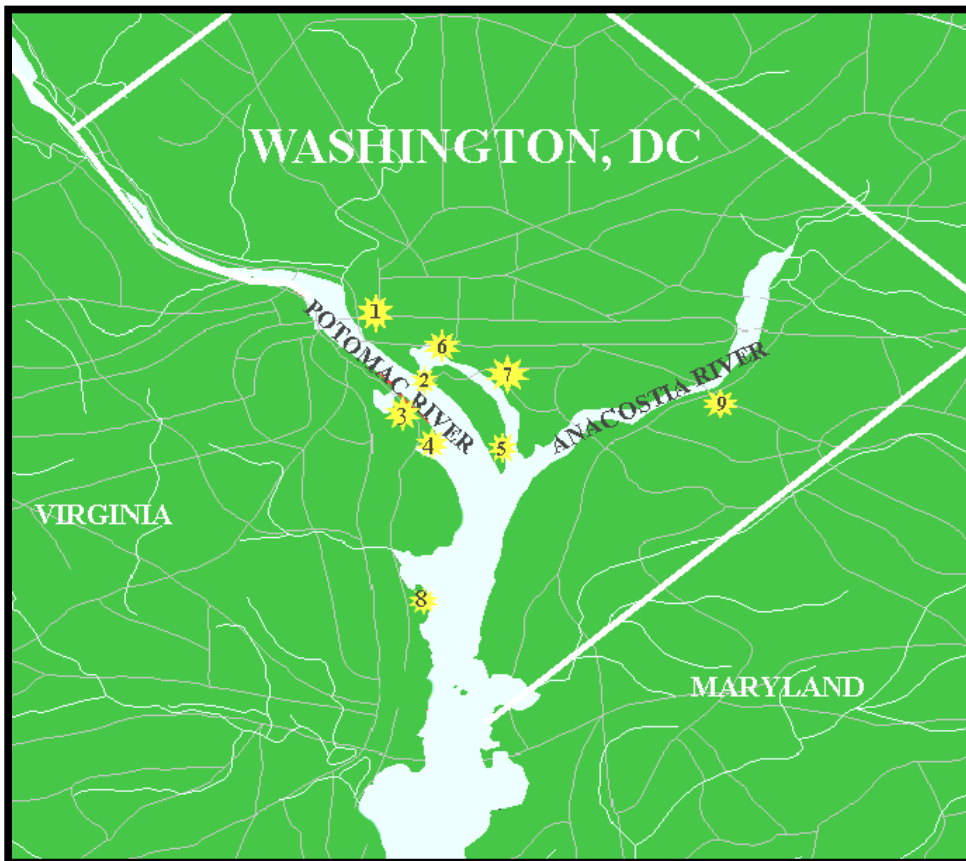 WASHINGTON, DC
1
POTOMAC RIVER
6
2
7
ANACOSTIA RIVER
3
9
4
5
VIRGINIA
8
MARYLAND